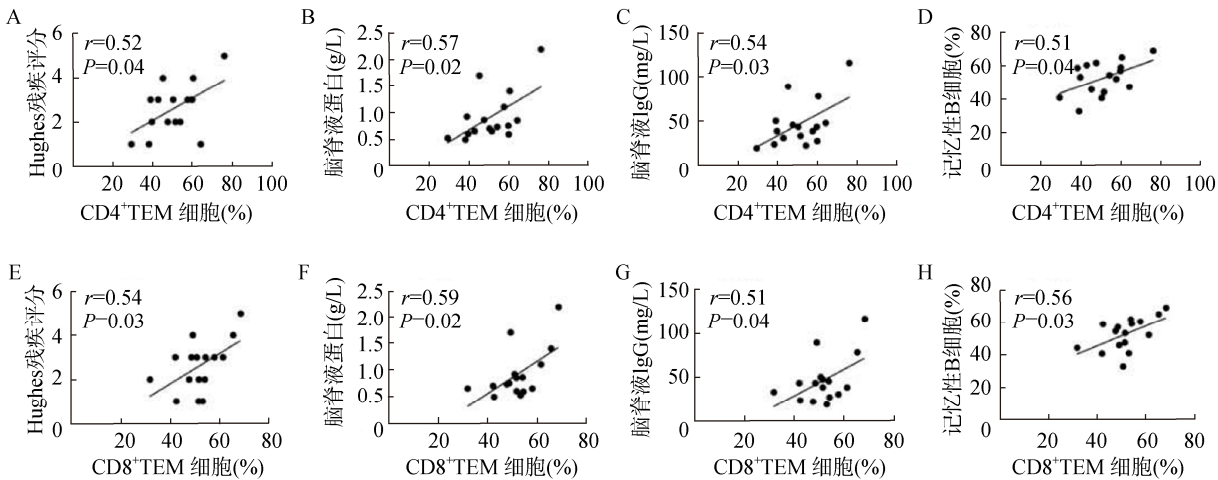 A
Hughes残疾评分
r=0.52
P=0.04
6
4
2
0
20 40 60 80 100
CD4+TEM 细胞(%)
B
脑脊液蛋白(g/L)
r=0.57
P=0.02
2.5
2.0
1.5
1.0
0.5
0
20 40 60 80 100
CD4+TEM 细胞(%)
C
脑脊液IgG(mg/L)
r=0.54
P=0.03
150
100
50
0
20 40 60 80 100
CD4+TEM 细胞(%)
D
记忆性B细胞(%)
r=0.51
P=0.04
80
60
40
20
0
20 40 60 80 100
CD4+TEM 细胞(%)
E
Hughes残疾评分
r=0.54
P=0.03
6
4
2
0
20 40 60 80
CD8+TEM 细胞(%)
F
脑脊液蛋白(g/L)
r=0.59
P=0.02
2.5
2.0
1.5
1.0
0.5
0
20 40 60 80
CD8+TEM 细胞(%)
G
脑脊液IgG(mg/L)
r=0.51
P=0.04
150
100
50
0
20 40 60 80
CD8+TEM 细胞(%)
H
记忆性B细胞(%)
r=0.56
P=0.03
80
60
40
20
0
20 40 60 80
CD8+TEM 细胞(%)